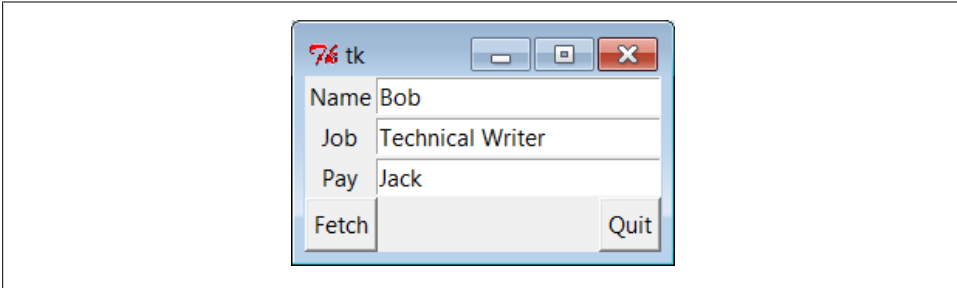 tk
Name Bob
Job Technical Writer
Pay Jack
Fetch Quit